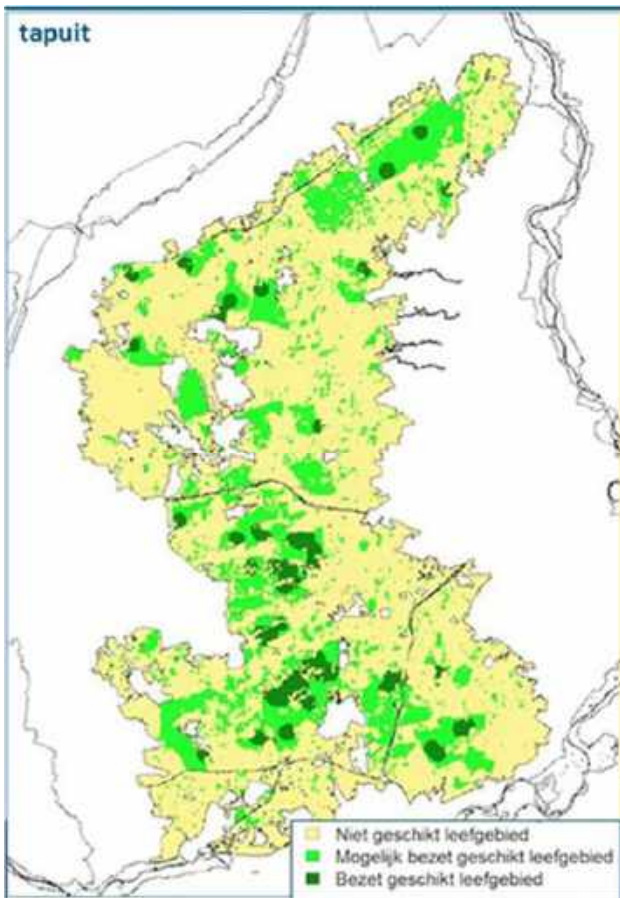 tapuit
Niet geschikt leefgebied
Mogelijk bezet geschikt leefgebied
Bezet geschikt leefgebied